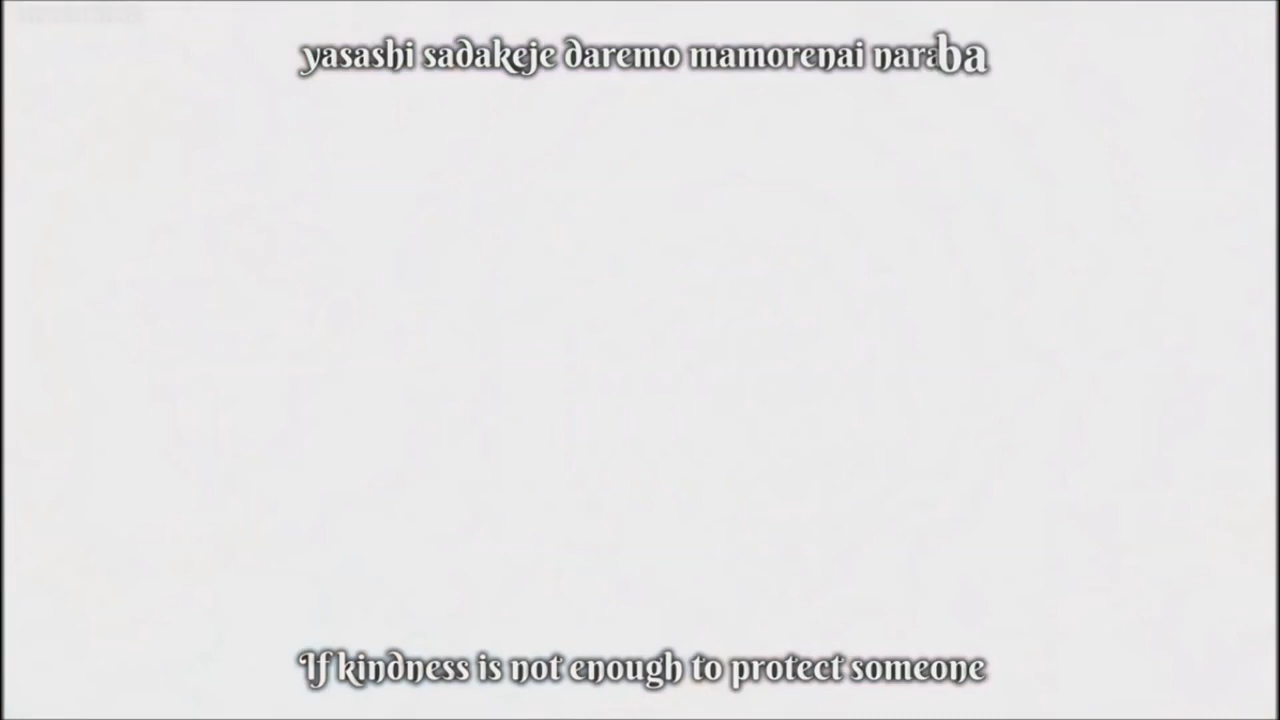 yasashi sadakeje daremo mamorenai naraba
If kindness is not enough to protect someone